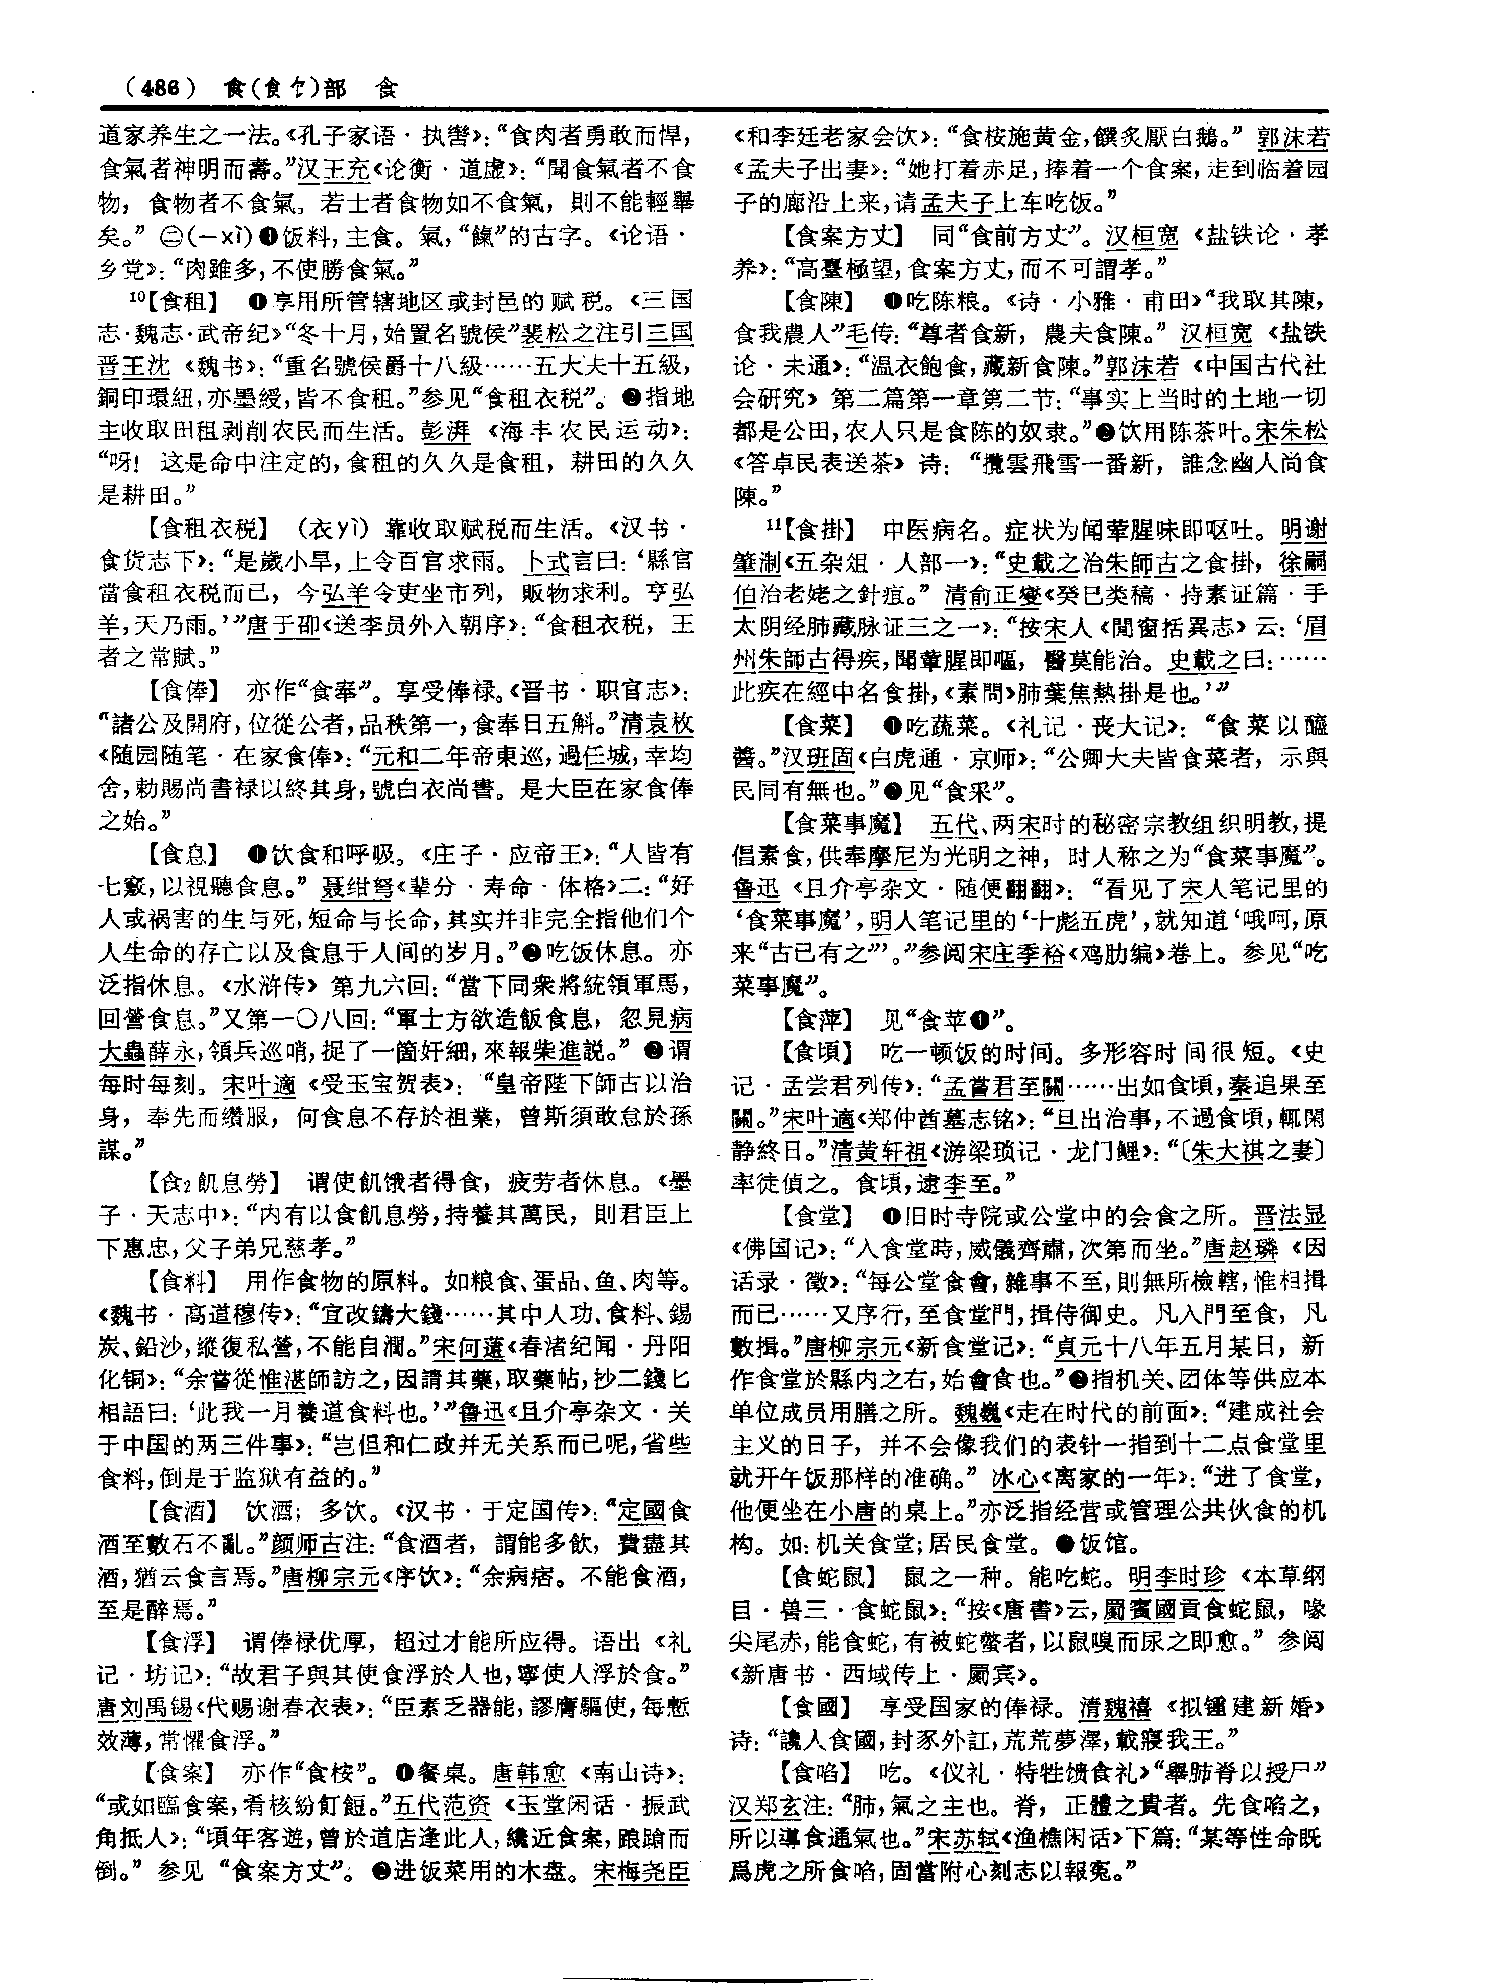 （486） 食(飠饣)部 食
道家养生之一法。《孔子家语·执辔》：“食肉者勇敢而悍，
食氣者神明而壽。”汉王充《论衡·道虚》：“聞食氣者不食
物，食物者不食氣。若士者食物如不食氣，則不能輕舉
矣。” ㊂(－xì)❶饭料，主食。氣，“餼”的古字。《论语·
乡党》：“肉雖多，不使勝食氣。”
10【食租】 ❶享用所管辖地区或封邑的赋税。《三国
志·魏志·武帝纪》“冬十月，始置名號侯”裴松之注引三国
晋王沈《魏书》：“重名號侯爵十八級……五大夫十五級，
銅印環紐，亦墨綬，皆不食租。”参见“食租衣税”。❷指地
主收取田租剥削农民而生活。彭湃《海丰农民运动》：
“呀！这是命中注定的，食租的久久是食租，耕田的久久
是耕田。”
【食租衣税】 （衣yì）靠收取赋税而生活。《汉书·
食货志下》：“是歲小旱，上令百官求雨。卜式言曰：‘縣官
當食租衣税而已，今弘羊令吏坐市列，販物求利。亨弘
羊，天乃雨。’”唐于邵《送李员外入朝序》：“食租衣税，王
者之常賦。”
【食俸】 亦作“食奉”。享受俸禄。《晋书·职官志》：
“諸公及開府，位從公者，品秩第一，食奉日五斛。”清袁枚
《随园随笔·在家食俸》：“元和二年帝東巡，過任城，幸均
舍，勅賜尚書禄以終其身，號白衣尚書。是大臣在家食俸
之始。”
【食息】 ❶饮食和呼吸。《庄子·应帝王》：“人皆有
七竅，以視聽食息。”聂绀弩《辈分·寿命·体格》二：“好
人或祸害的生与死，短命与长命，其实并非完全指他们个
人生命的存亡以及食息于人间的岁月。”❷吃饭休息。亦
泛指休息。《水浒传》第九六回：“當下同衆將統領軍馬，
回營食息。”又第一〇八回：“軍士方欲造飯食息，忽見病
大蟲薛永，領兵巡哨，捉了一箇奸細，來報柴進説。”❸谓
每时每刻。宋叶適《受玉宝贺表》：“皇帝陛下師古以治
身，奉先而缵服，何食息不存於祖業，曾斯須敢怠於孫
謀。”
【食2飢息勞】 谓使飢饿者得食，疲劳者休息。《墨
子·天志中》：“内有以食飢息勞，持養其萬民，則君臣上
下惠忠，父子弟兄慈孝。”
【食料】 用作食物的原料。如粮食、蛋品、鱼、肉等。
《魏书·高道穆传》：“宜改鑄大錢……其中人功、食料、錫
炭、鉛沙，縱復私營，不能自潤。”宋何薳《春渚纪闻·丹阳
化铜》：“余嘗從惟湛師訪之，因請其藥，取藥帖，抄二錢匕
相語曰：‘此我一月養道食料也。’”鲁迅《且介亭杂文·关
于中国的两三件事》：“岂但和仁政并无关系而已呢，省些
食料，倒是于监狱有益的。”
【食酒】 饮酒；多饮。《汉书·于定国传》：“定國食
酒至數石不亂。”颜师古注：“食酒者，謂能多飲，費盡其
酒，猶云食言焉。”唐柳宗元《序饮》：“余病痞。不能食酒，
至是醉焉。”
【食浮】 谓俸禄优厚，超过才能所应得。语出《礼
记·坊记》：“故君子與其使食浮於人也，寧使人浮於食。”
唐刘禹锡《代赐谢春衣表》：“臣素乏器能，謬膺驅使，每慙
效薄，常懼食浮。”
【食案】 亦作“食桉”。❶餐桌。唐韩愈《南山诗》：
“或如臨食案，肴核紛飣餖。”五代范资《玉堂闲话·振武
角抵人》：“頃年客遊，曾於道店逢此人，纔近食案，踉蹌而
倒。”参见“食案方丈”。❷进饭菜用的木盘。宋梅尧臣
《和李廷老家会饮》：“食桉施黄金，饌炙厭白鵝。”郭沫若
《孟夫子出妻》：“她打着赤足，捧着一个食案，走到临着园
子的廊沿上来，请孟夫子上车吃饭。”
【食案方丈】 同“食前方丈”。汉桓宽《盐铁论·孝
养》：“高臺極望，食案方丈，而不可謂孝。”
【食陳】 ❶吃陈粮。《诗·小雅·甫田》“我取其陳，
食我農人”毛传：“尊者食新，農夫食陳。”汉桓宽《盐铁
论·未通》：“温衣飽食，藏新食陳。”郭沫若《中国古代社
会研究》第二篇第一章第二节：“事实上当时的土地一切
都是公田，农人只是食陈的奴隶。”❷饮用陈茶叶。宋朱松
《答卓民表送茶》诗：“攪雲飛雪一番新，誰念幽人尚食
陳。”
11【食掛】 中医病名。症状为闻荤腥味即呕吐。明谢
肇淛《五杂俎·人部一》：“史載之治朱師古之食掛，徐嗣
伯治老姥之針疽。”清俞正燮《癸巳类稿·持素证篇·手
太阴经肺藏脉证三之一》：“按宋人《閒窗括異志》云：‘眉
州朱師古得疾，聞葷腥即嘔，醫莫能治。史載之曰：……
此疾在經中名食掛，《素問》肺葉焦熱掛是也。’”
【食菜】 ❶吃蔬菜。《礼记·丧大记》：“食菜以醯
醬。”汉班固《白虎通·京师》：“公卿大夫皆食菜者，示與
民同有無也。”❷见“食采”。
【食菜事魔】 五代、两宋时的秘密宗教组织明教，提
倡素食，供奉摩尼为光明之神，时人称之为“食菜事魔”。
鲁迅《且介亭杂文·随便翻翻》：“看见了宋人笔记里的
‘食菜事魔’，明人笔记里的‘十彪五虎’，就知道‘哦呵，原
来“古已有之”’。”参阅宋庄季裕《鸡肋编》卷上。参见“吃
菜事魔”。
【食萍】 见“食苹❶”。
【食頃】 吃一顿饭的时间。多形容时间很短。《史
记·孟尝君列传》：“孟嘗君至關……出如食頃，秦追果至
關。”宋叶適《郑仲酋墓志铭》：“旦出治事，不過食頃，輒閑
静終日。”清黄轩祖《游梁琐记·龙门鲤》：“〔朱大祺之妻〕
率徒偵之。食頃，逮李至。”
【食堂】 ❶旧时寺院或公堂中的会食之所。晋法显
《佛国记》：“入食堂時，威儀齊肅，次第而坐。”唐赵璘《因
话录·徵》：“每公堂食會，雜事不至，則無所檢轄，惟相揖
而已……又序行，至食堂門，揖侍御史。凡入門至食，凡
數揖。”唐柳宗元《新食堂记》：“貞元十八年五月某日，新
作食堂於縣内之右，始會食也。”❷指机关、团体等供应本
单位成员用膳之所。魏巍《走在时代的前面》：“建成社会
主义的日子，并不会像我们的表针一指到十二点食堂里
就开午饭那样的准确。”冰心《离家的一年》：“进了食堂，
他便坐在小唐的桌上。”亦泛指经营或管理公共伙食的机
构。如：机关食堂；居民食堂。❸饭馆。
【食蛇鼠】 鼠之一种。能吃蛇。明李时珍《本草纲
目·兽三·食蛇鼠》：“按《唐書》云，罽賓國貢食蛇鼠，喙
尖尾赤，能食蛇，有被蛇螫者，以鼠嗅而尿之即愈。”参阅
《新唐书·西域传上·罽宾》。
【食國】 享受国家的俸禄。清魏禧《拟鍾建新婚》
诗：“讒人食國，封豕外訌，荒荒夢澤，載寢我王。”
【食啗】 吃。《仪礼·特牲馈食礼》“舉肺脊以授尸”
汉郑玄注：“肺，氣之主也。脊，正體之貴者。先食啗之，
所以導食通氣也。”宋苏轼《渔樵闲话》下篇：“某等性命既
爲虎之所食啗，固當附心刻志以報冤。”